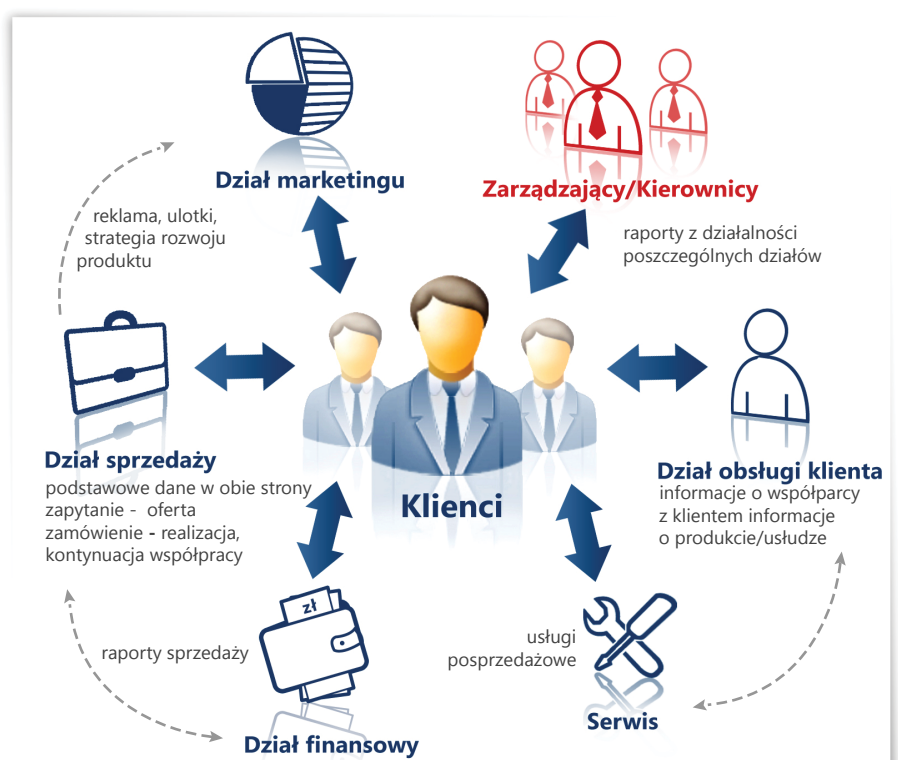 Dział marketingu
Zarządzający/Kierownicy
reklama, ulotki,
strategia rozwoju
produktu
raporty z działalności
poszczególnych działów
Dział sprzedaży
podstawowe dane w obie strony
zapytanie - oferta
zamówienie - realizacja,
kontynuacja współpracy
Klienci
Dział obsługi klienta
informacje o współparcy
z klientem informacje
o produkcie/usłudze
zł
raporty sprzedaży
Dział finansowy
usługi
posprzedażowe
Serwis